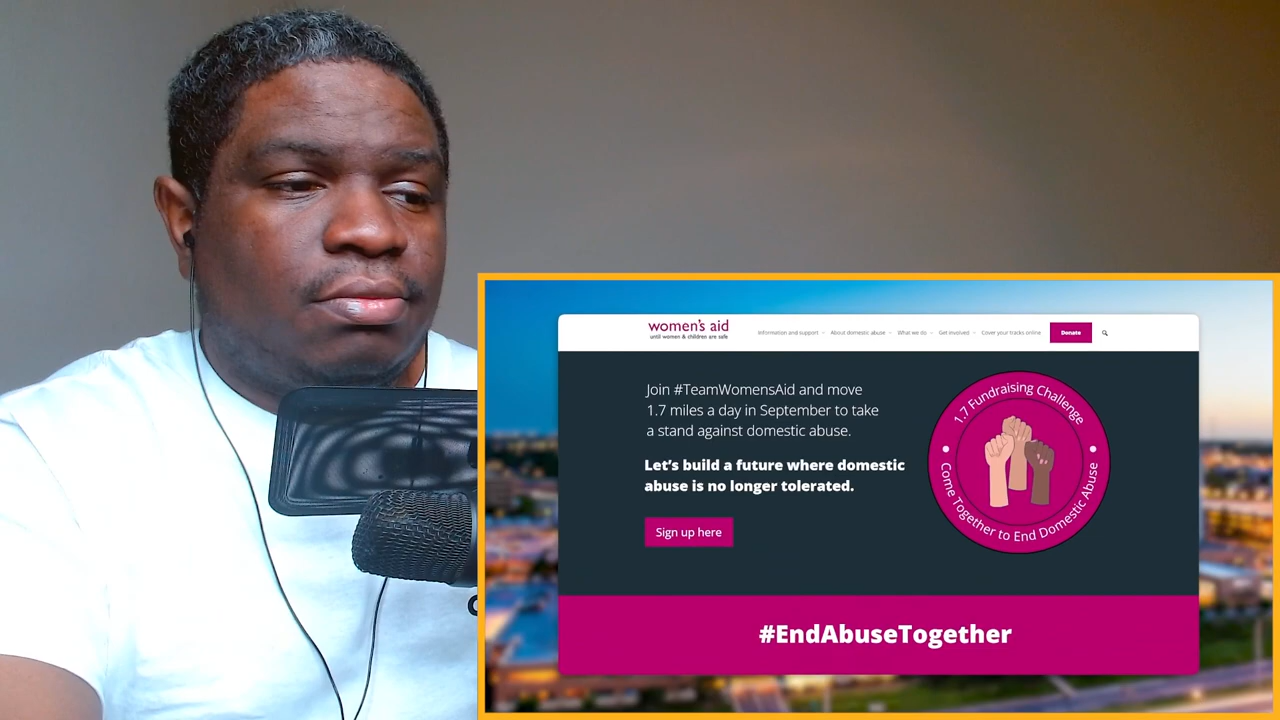 women's aid
until women & children are safe
Information and support
About domestic abuse
What we do
Get involved
Cover your tracks online
Donate
Join #TeamWomensAid and move
1.7 miles a day in September to take
a stand against domestic abuse.
Let's build a future where domestic
abuse is no longer tolerated.
Sign up here
1.7 Fundraising Challenge
Come Together to End Domestic Abuse
#EndAbuseTogether